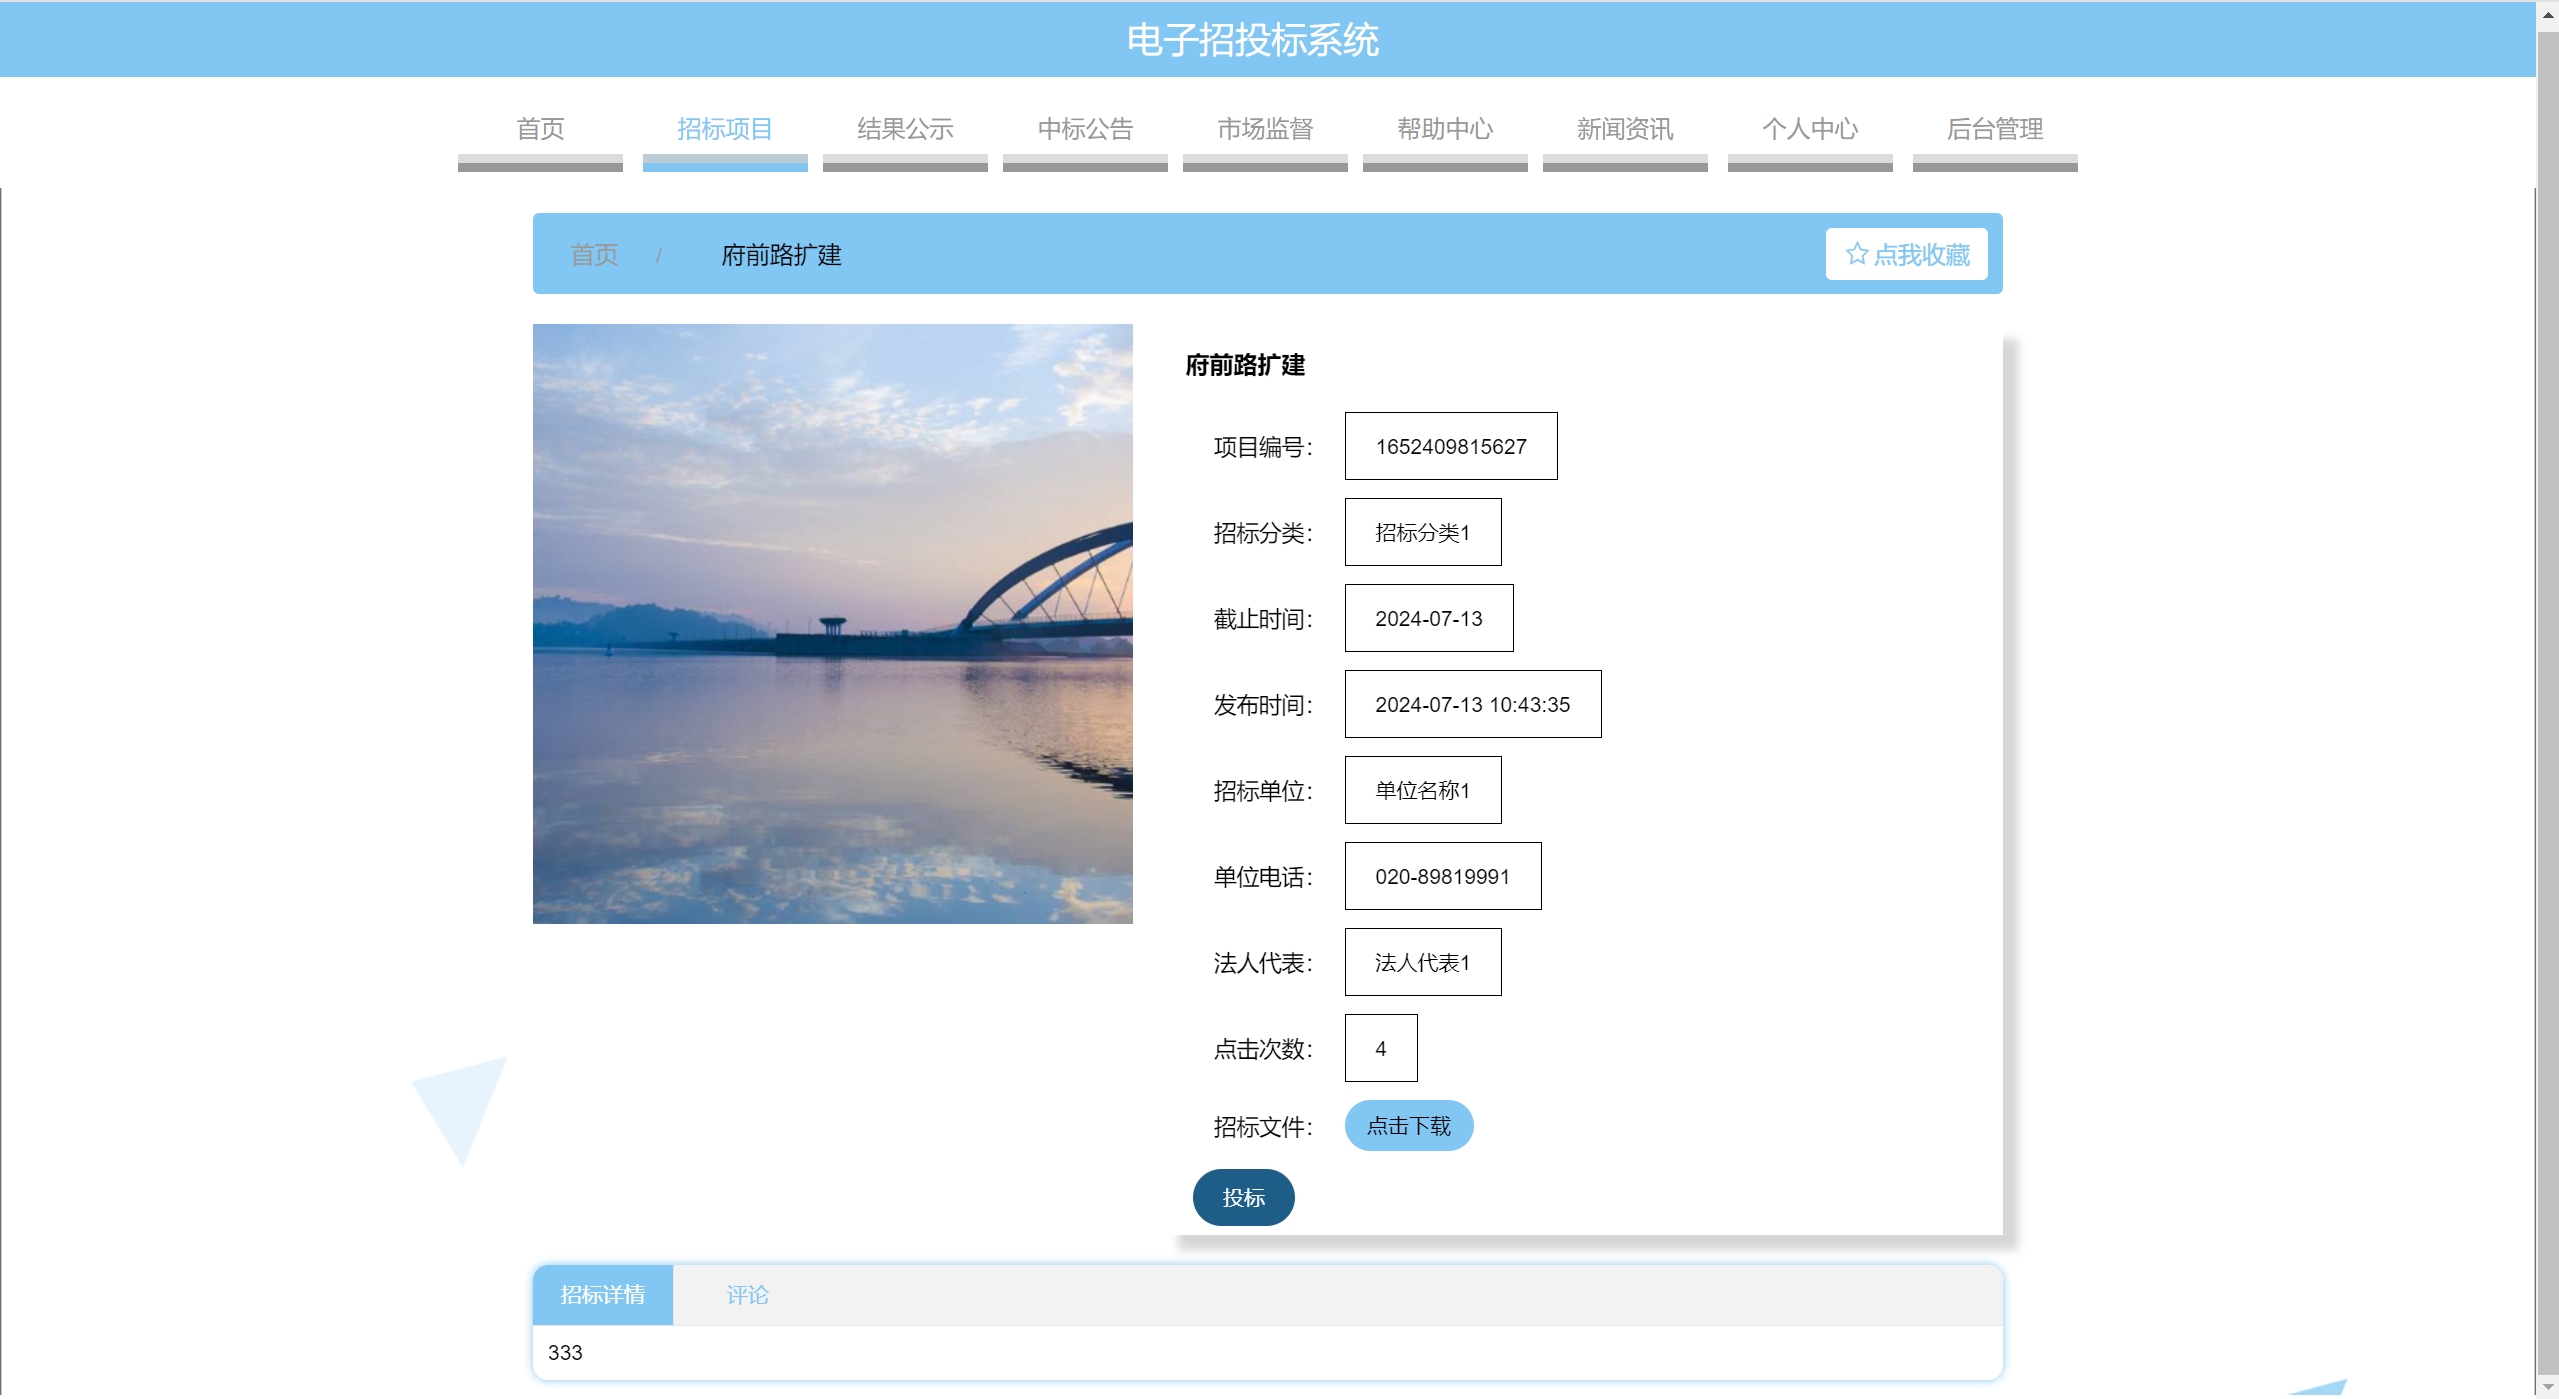 电子招投标系统
首页 招标项目 结果公示 中标公告 市场监督 帮助中心 新闻资讯 个人中心 后台管理
首页 / 府前路扩建 点我收藏
府前路扩建
项目编号： 1652409815627
招标分类： 招标分类1
截止时间： 2024-07-13
发布时间： 2024-07-13 10:43:35
招标单位： 单位名称1
单位电话： 020-89819991
法人代表： 法人代表1
点击次数： 4
招标文件： 点击下载
投标
招标详情 评论
333